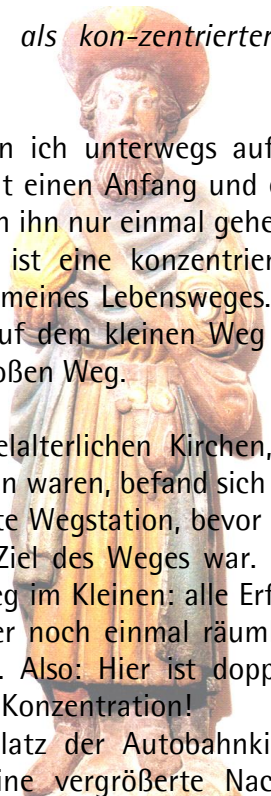 als kon-zentrierter
n ich unterwegs auf
t einen Anfang und
n ihn nur einmal gehe
ist eine konzentrier
meines Lebensweges.
uf dem kleinen Weg
oßen Weg.
elalterlichen Kirchen,
en waren, befand sich
te Wegstation, bevor
Ziel des Weges war.
eg im Kleinen: alle Erf
er noch einmal räum
. Also: Hier ist dopp
Konzentration!
latz der Autobahnki
ine vergrößerte Nac